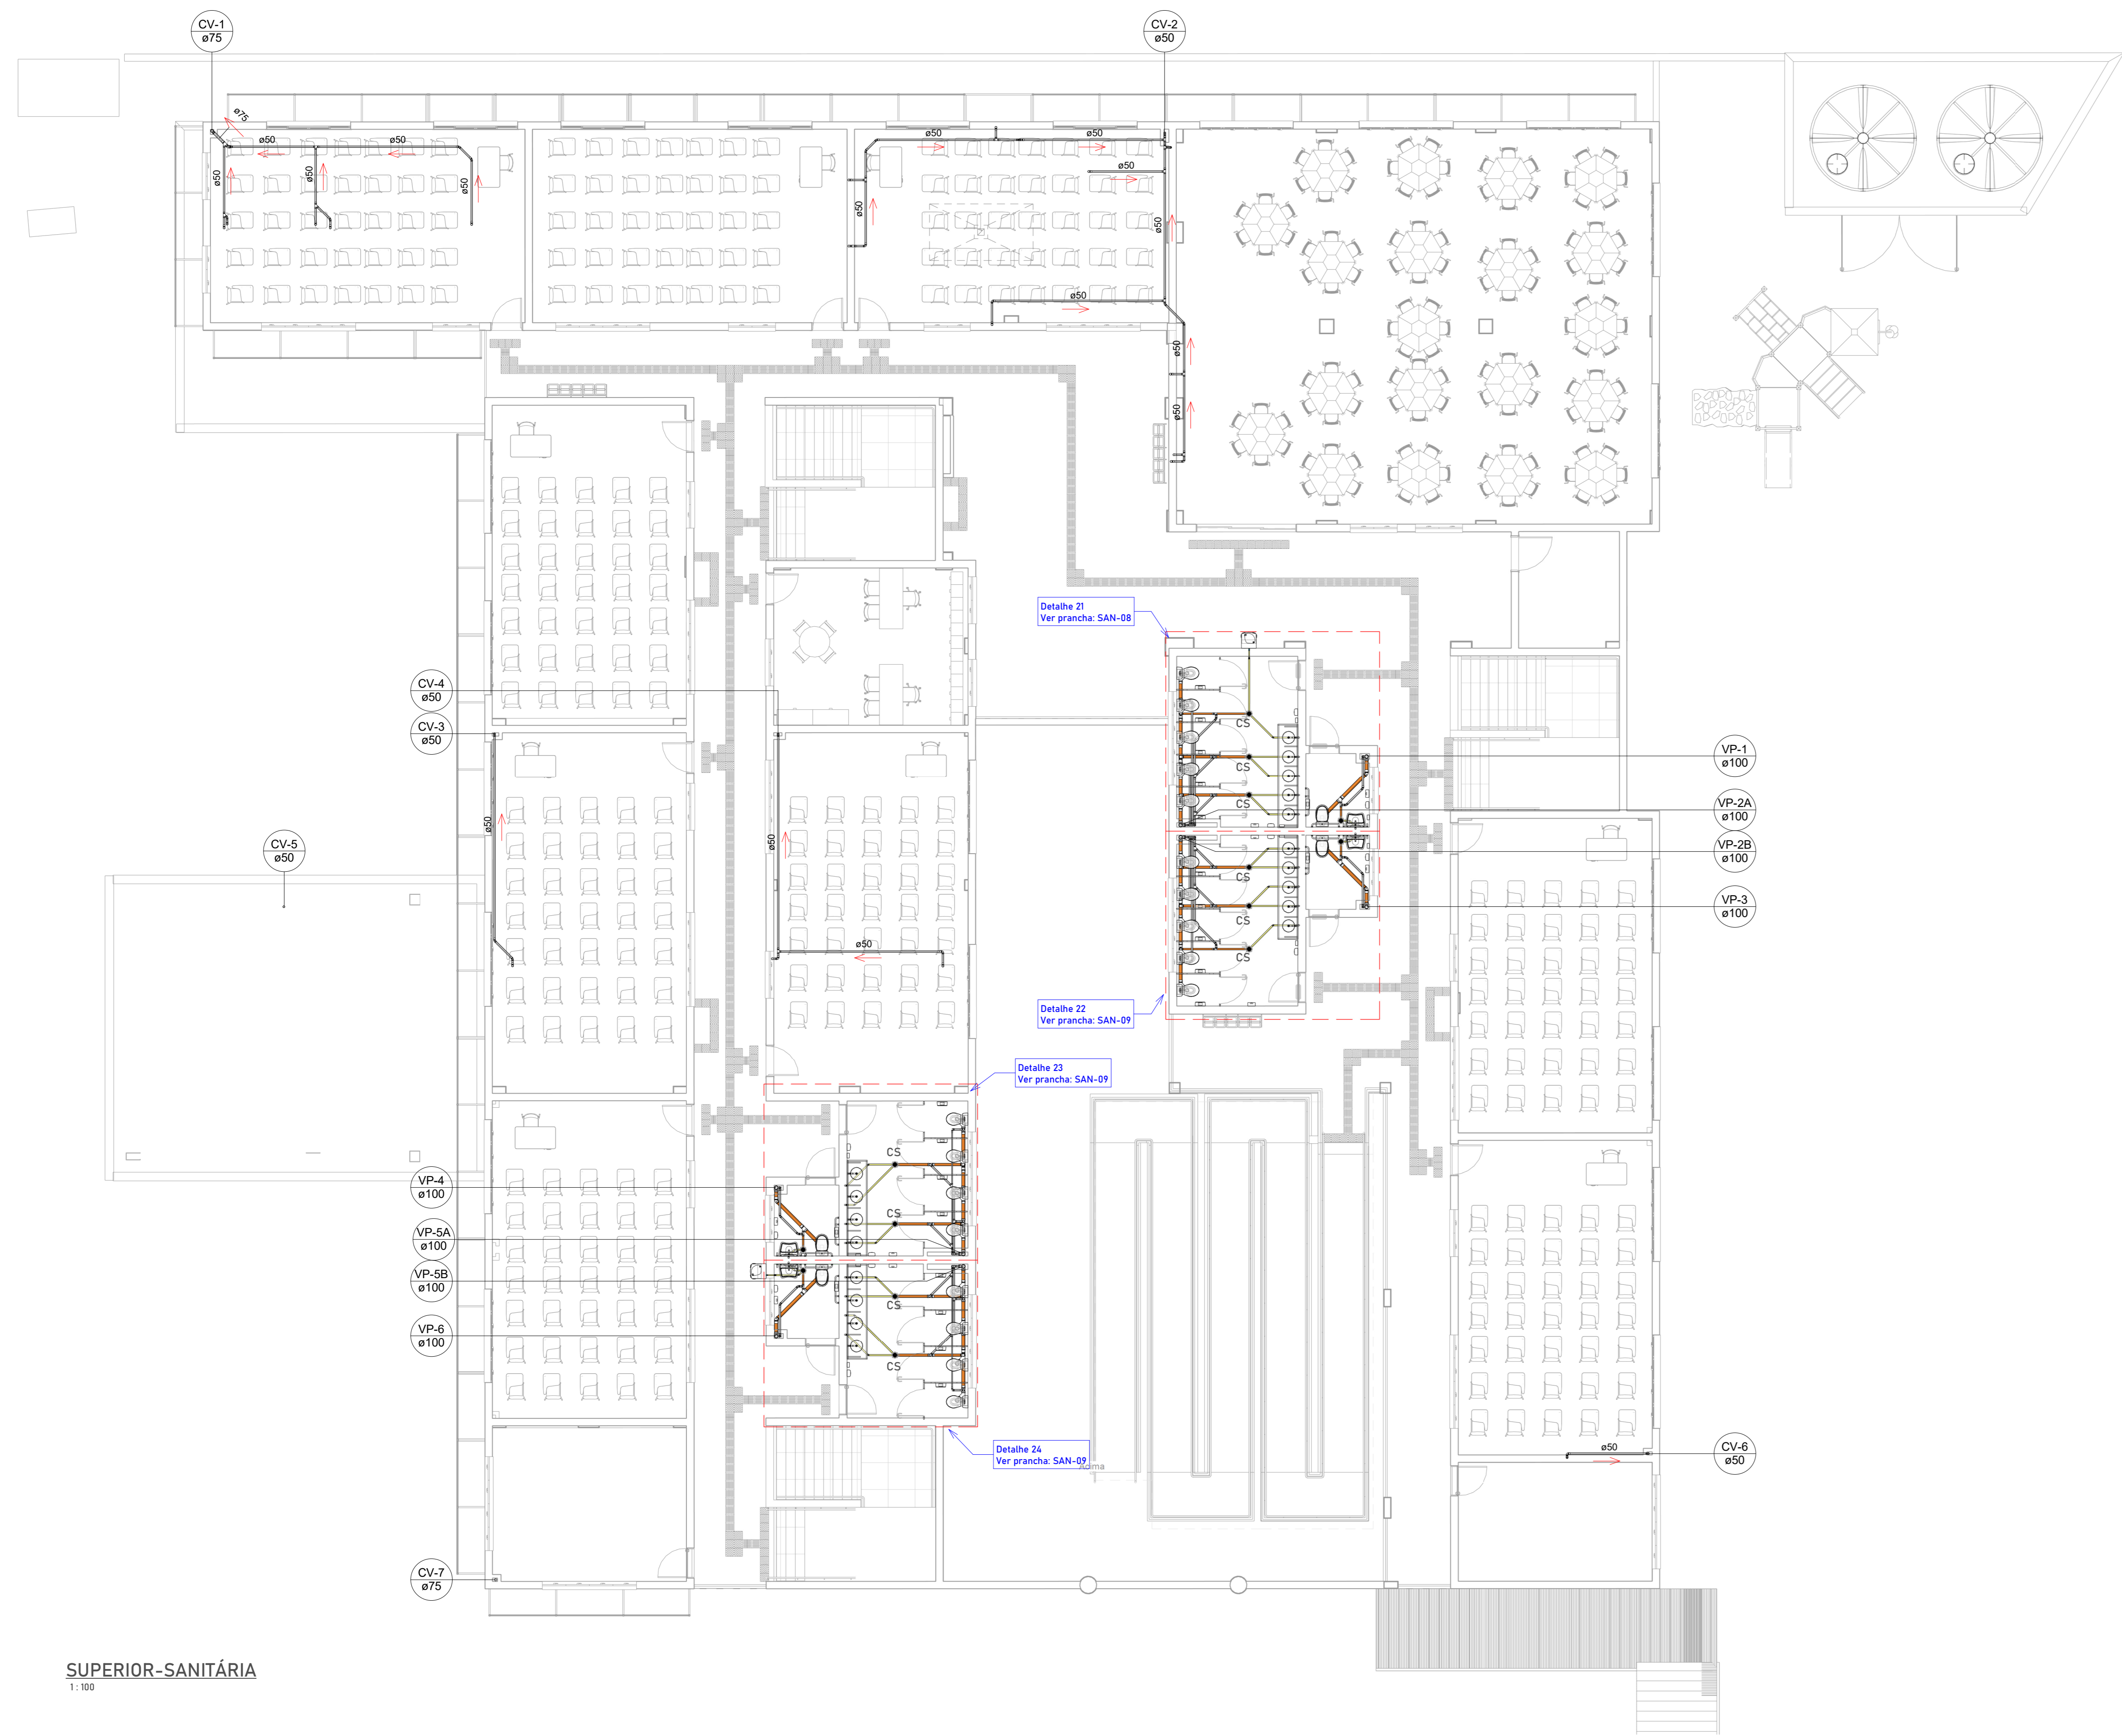 CV-1
ø75
CV-2
ø50
ø75
ø50
ø50
ø50
ø50
ø50
ø50
ø50
ø50
ø50
ø50
ø50
ø50
ø50
ø50
Detalhe 21
Ver prancha: SAN-08
CV-4
ø50
CV-3
ø50
CS
CS
CS
VP-1
ø100
VP-2A
ø100
VP-2B
ø100
VP-3
ø100
ø50
ø50
CV-5
ø50
CS
CS
CS
ø50
Detalhe 22
Ver prancha: SAN-09
Detalhe 23
Ver prancha: SAN-09
CS
CS
CS
CS
VP-4
ø100
VP-5A
ø100
VP-5B
ø100
VP-6
ø100
Detalhe 24
Ver prancha: SAN-09
Acima
ø50
CV-6
ø50
CV-7
ø75
SUPERIOR-SANITÁRIA
1 : 100